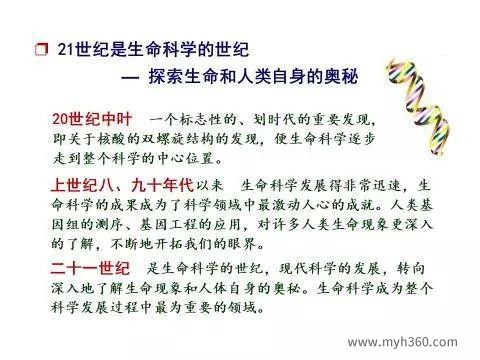 21世纪是生命科学的世纪
— 探索生命和人类自身的奥秘
20世纪中叶 一个标志性的、划时代的重要发现，
即关于核酸的双螺旋结构的发现，使生命科学逐步
走到整个科学的中心位置。
上世纪八、九十年代以来 生命科学发展得非常迅速，生
命科学的成果成为了科学领域中最激动人心的成就。人类基
因组的测序、基因工程的应用，对许多人类生命现象更深入
的了解，不断地开拓我们的眼界。
二十一世纪 是生命科学的世纪，现代科学的发展，转向
深入地了解生命现象和人体自身的奥秘。生命科学成为整个
科学发展过程中最为重要的领域。
www.myh360.com